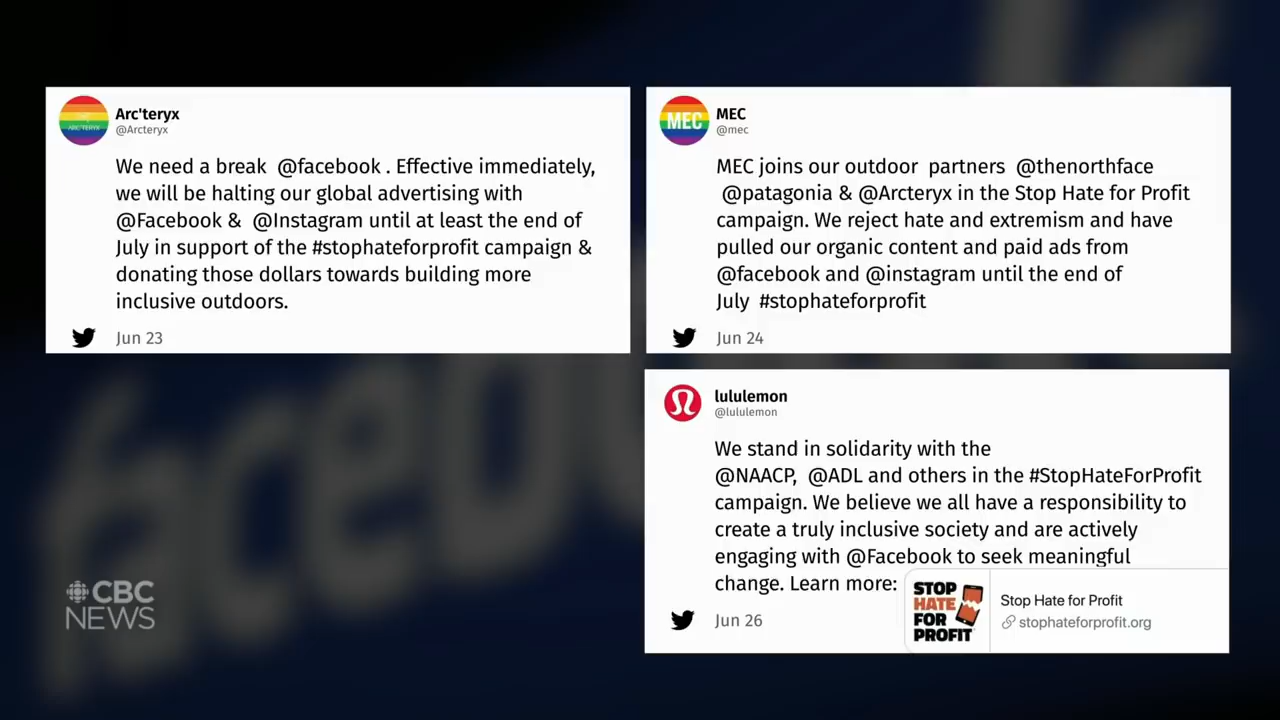 Arc'teryx
@Arcteryx
We need a break @facebook . Effective immediately,
we will be halting our global advertising with
@Facebook & @Instagram until at least the end of
July in support of the #stophateforprofit campaign &
donating those dollars towards building more
inclusive outdoors.
Jun 23
ARC'TERYX
MEC
MEC
@mec
MEC joins our outdoor partners @thenorthface
@patagonia & @Arcteryx in the Stop Hate for Profit
campaign. We reject hate and extremism and have
pulled our organic content and paid ads from
@facebook and @instagram until the end of
July #stophateforprofit
Jun 24
lululemon
@lululemon
We stand in solidarity with the
@NAACP, @ADL and others in the #StopHateForProfit
campaign. We believe we all have a responsibility to
create a truly inclusive society and are actively
engaging with @Facebook to seek meaningful
change. Learn more:
Jun 26
STOP
HATE
FOR
PROFIT
Stop Hate for Profit
stophateforprofit.org
CBC
NEWS
facebook